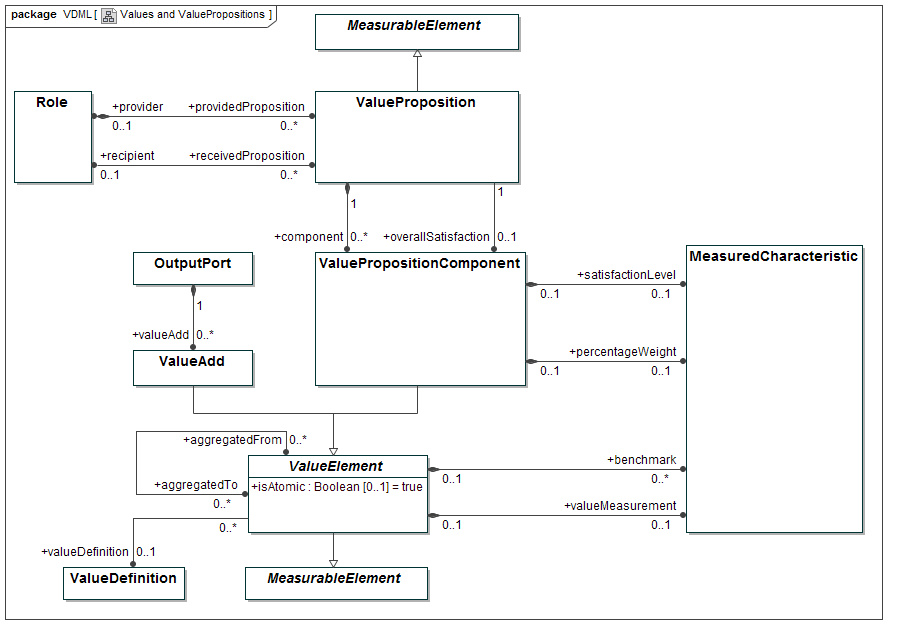 package VDML [ Values and ValuePropositions ]
MeasurableElement
Role
ValueProposition
+provider +providedProposition
0..1 0..*
+recipient +receivedProposition
0..1 0..*
1
1
+component 0..* +overallSatisfaction 0..1
OutputPort
ValuePropositionComponent
MeasuredCharacteristic
+satisfactionLevel
0..1 0..1
1
+valueAdd 0..*
+percentageWeight
ValueAdd
0..1 0..1
+aggregatedFrom 0..*
+benchmark
ValueElement
0..1 0..*
+aggregatedTo
+isAtomic : Boolean [0..1] = true
0..*
+valueMeasurement
0..1 0..1
0..*
+valueDefinition 0..1
ValueDefinition
MeasurableElement